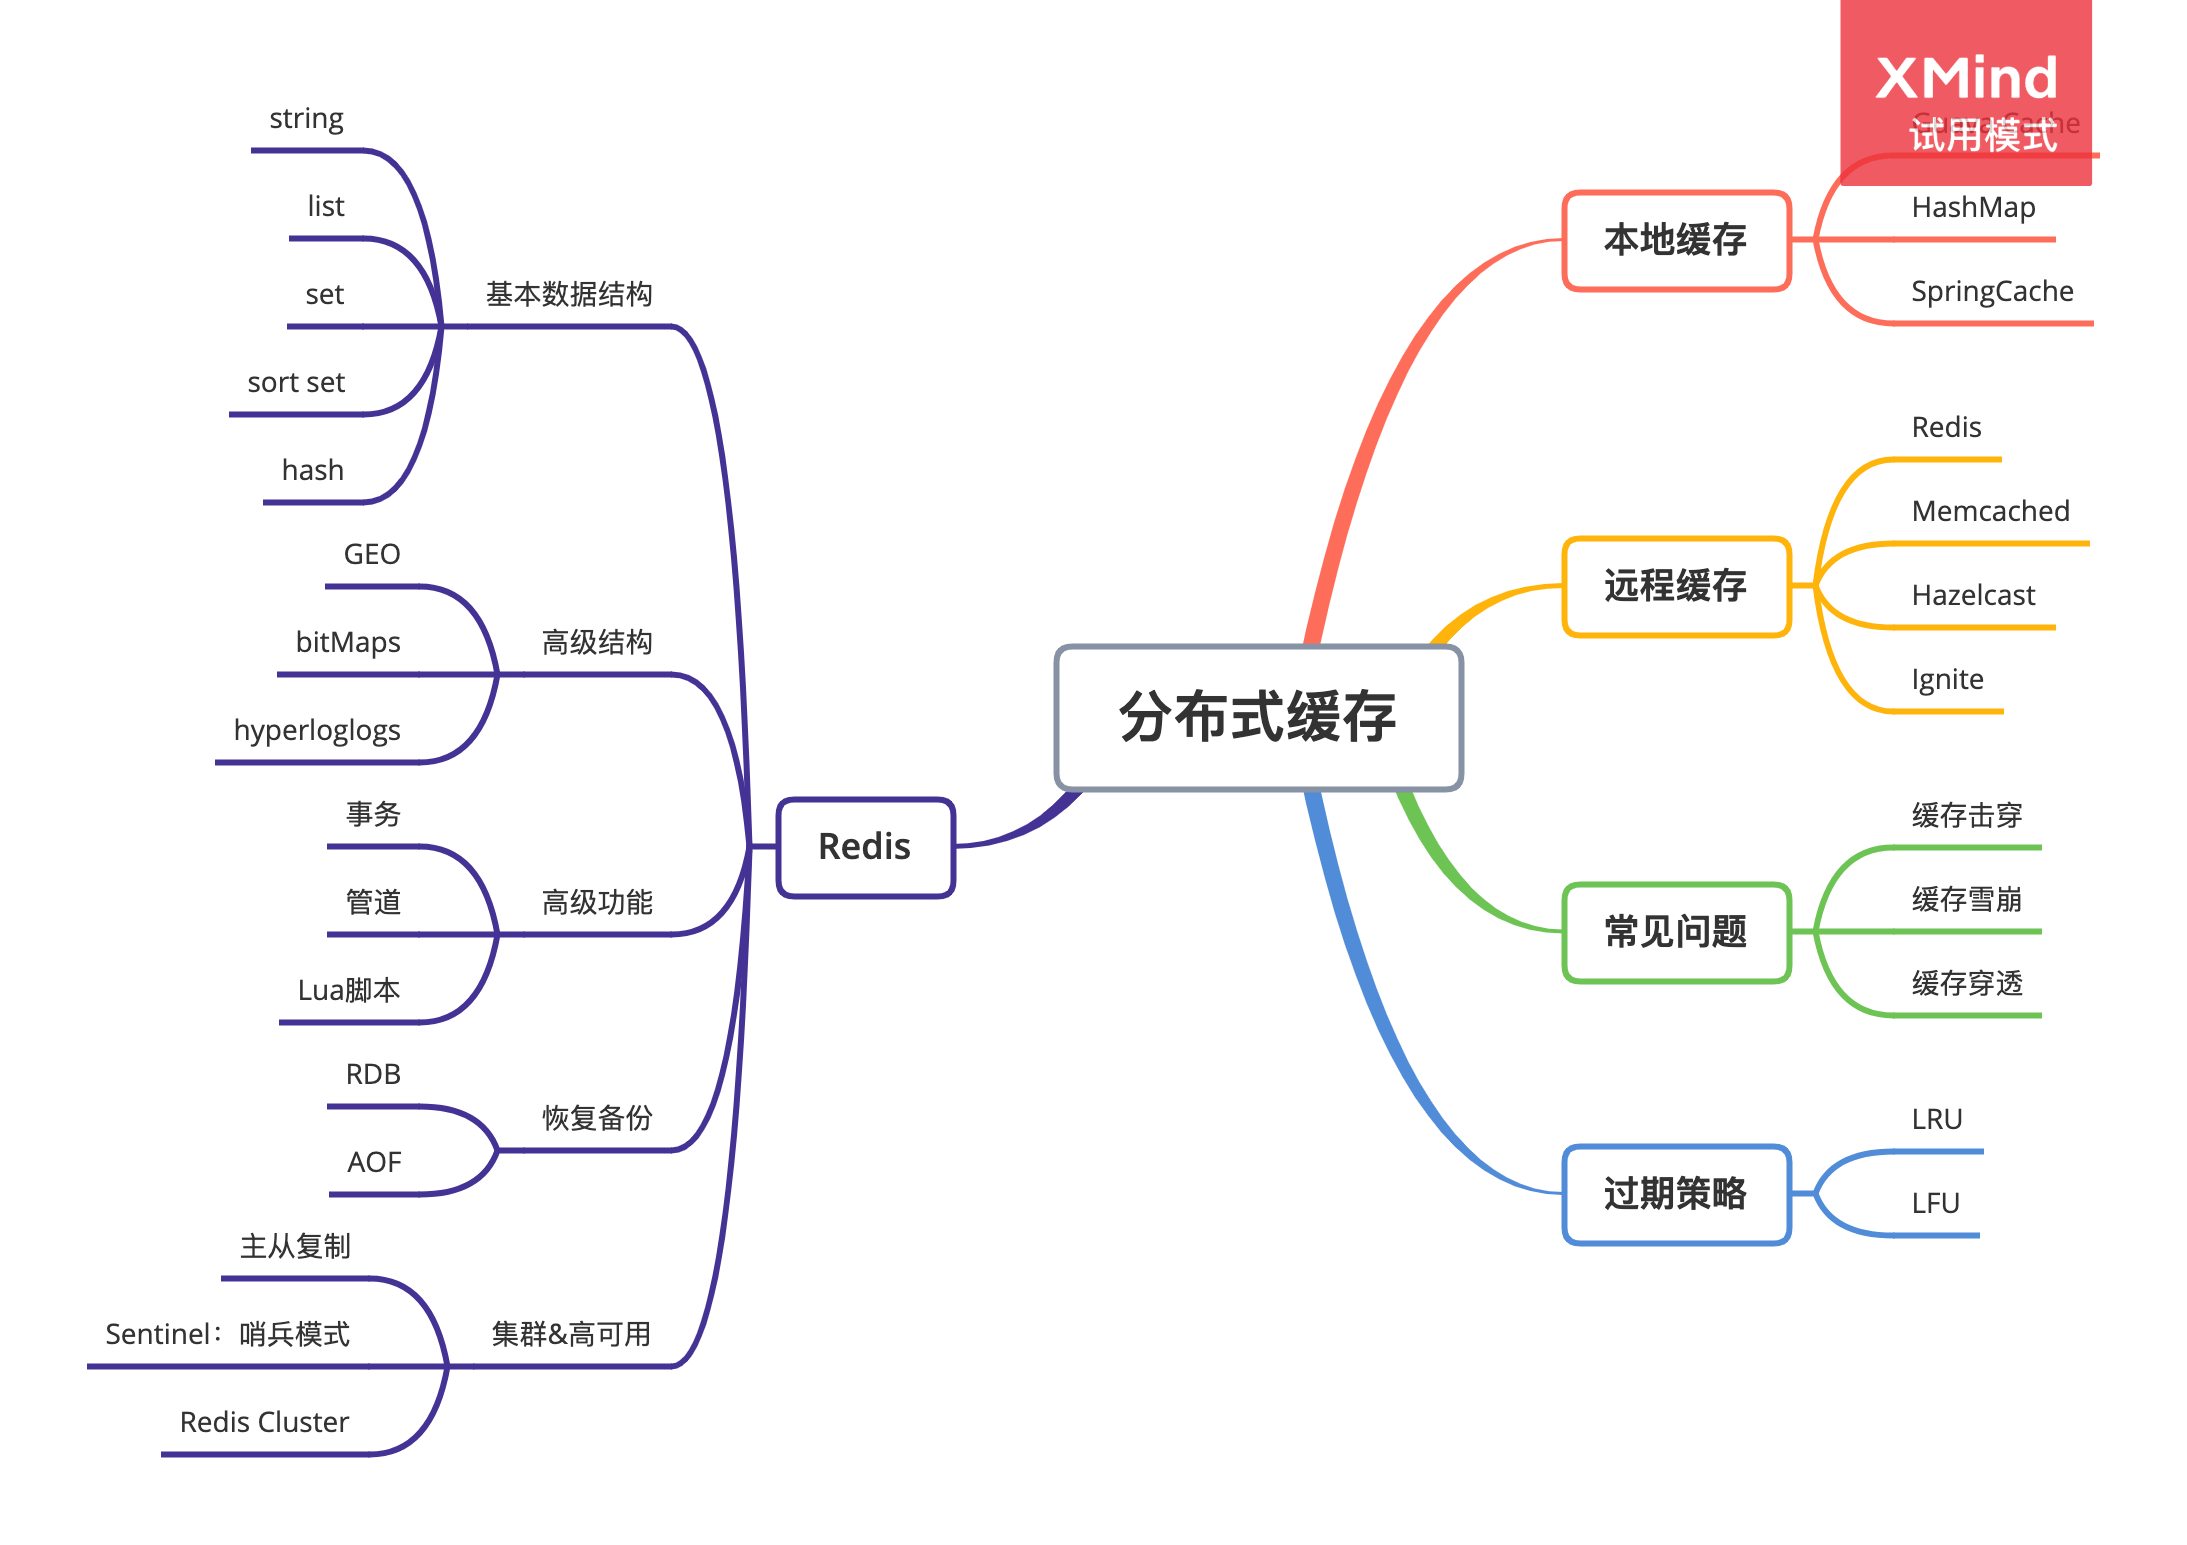 XMind
试用模式
分布式缓存
本地缓存
Cache
HashMap
SpringCache
远程缓存
Redis
Memcached
Hazelcast
Ignite
常见问题
缓存击穿
缓存雪崩
缓存穿透
过期策略
LRU
LFU
Redis
基本数据结构
string
list
set
sort set
hash
高级结构
GEO
bitMaps
hyperloglogs
高级功能
事务
管道
Lua脚本
恢复备份
RDB
AOF
集群&高可用
主从复制
Sentinel：哨兵模式
Redis Cluster